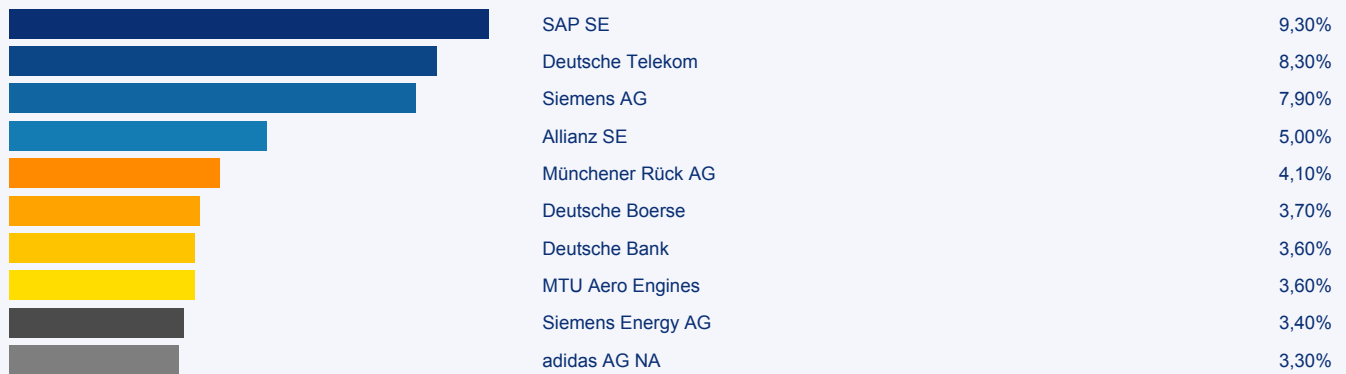 SAP SE 9,30%
Deutsche Telekom 8,30%
Siemens AG 7,90%
Allianz SE 5,00%
Münchener Rück AG 4,10%
Deutsche Boerse 3,70%
Deutsche Bank 3,60%
MTU Aero Engines 3,60%
Siemens Energy AG 3,40%
adidas AG NA 3,30%